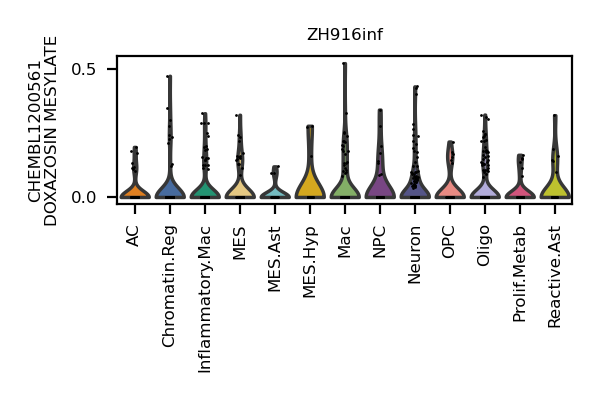 ZH916inf
CHEMBL1200561
DOXAZOSIN MESYLATE
0.5
0.0
AC
Chromatin.Reg
Inflammatory.Mac
MES
MES.Ast
MES.Hyp
Mac
NPC
Neuron
OPC
Oligo
Prolif.Metab
Reactive.Ast